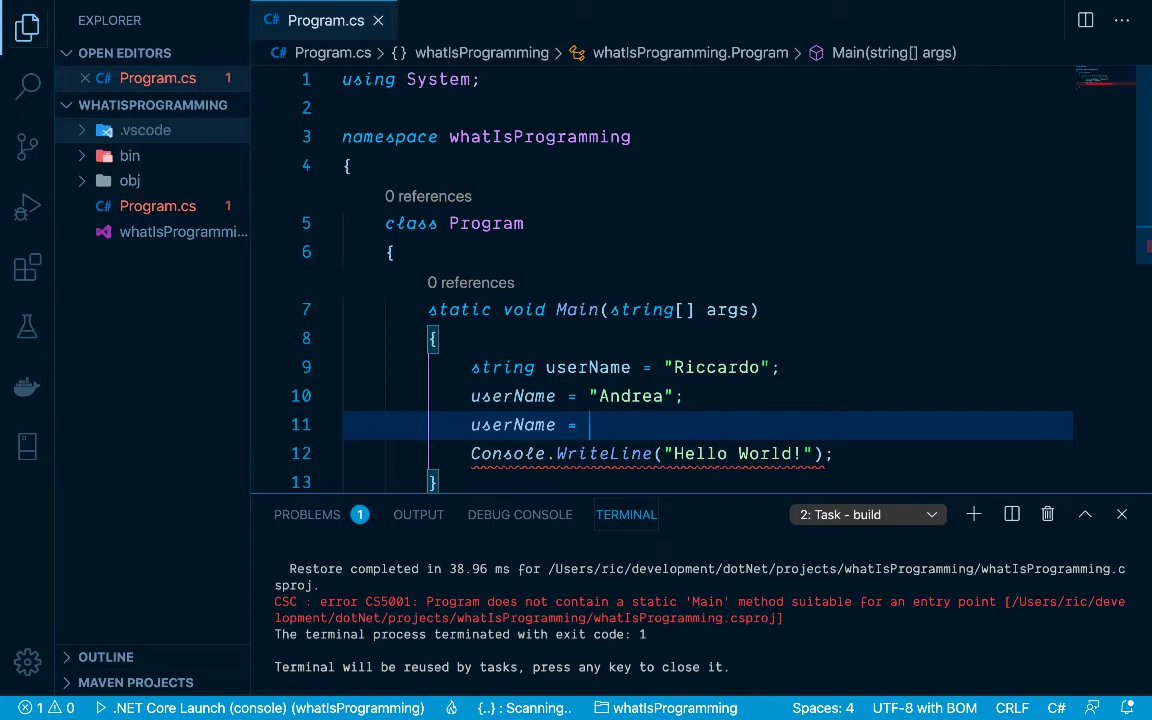 EXPLORER
OPEN EDITORS
C# Program.cs 1
WHATISPROGRAMMING
.vscode
bin
obj
C# Program.cs 1
whatIsProgrammi...
OUTLINE
MAVEN PROJECTS
C# Program.cs
C# Program.cs > {} whatIsProgramming > whatIsProgramming.Program > Main(string[] args)
1 using System;
2
3 namespace whatIsProgramming
4 {
0 references
5 class Program
6 {
0 references
7 static void Main(string[] args)
8 {
9 string userName = "Riccardo";
10 userName = "Andrea";
11 userName =
12 Console.WriteLine("Hello World!");
13 }
PROBLEMS 1 OUTPUT DEBUG CONSOLE TERMINAL 2: Task - build
Restore completed in 38.96 ms for /Users/ric/development/dotNet/projects/whatIsProgramming/whatIsProgramming.c
sproj.
CSC : error CS5001: Program does not contain a static 'Main' method suitable for an entry point [/Users/ric/deve
lopment/dotNet/projects/whatIsProgramming/whatIsProgramming.csproj]
The terminal process terminated with exit code: 1
Terminal will be reused by tasks, press any key to close it.
1 0 .NET Core Launch (console) (whatIsProgramming) {..} : Scanning.. whatIsProgramming Spaces: 4 UTF-8 with BOM CRLF C#